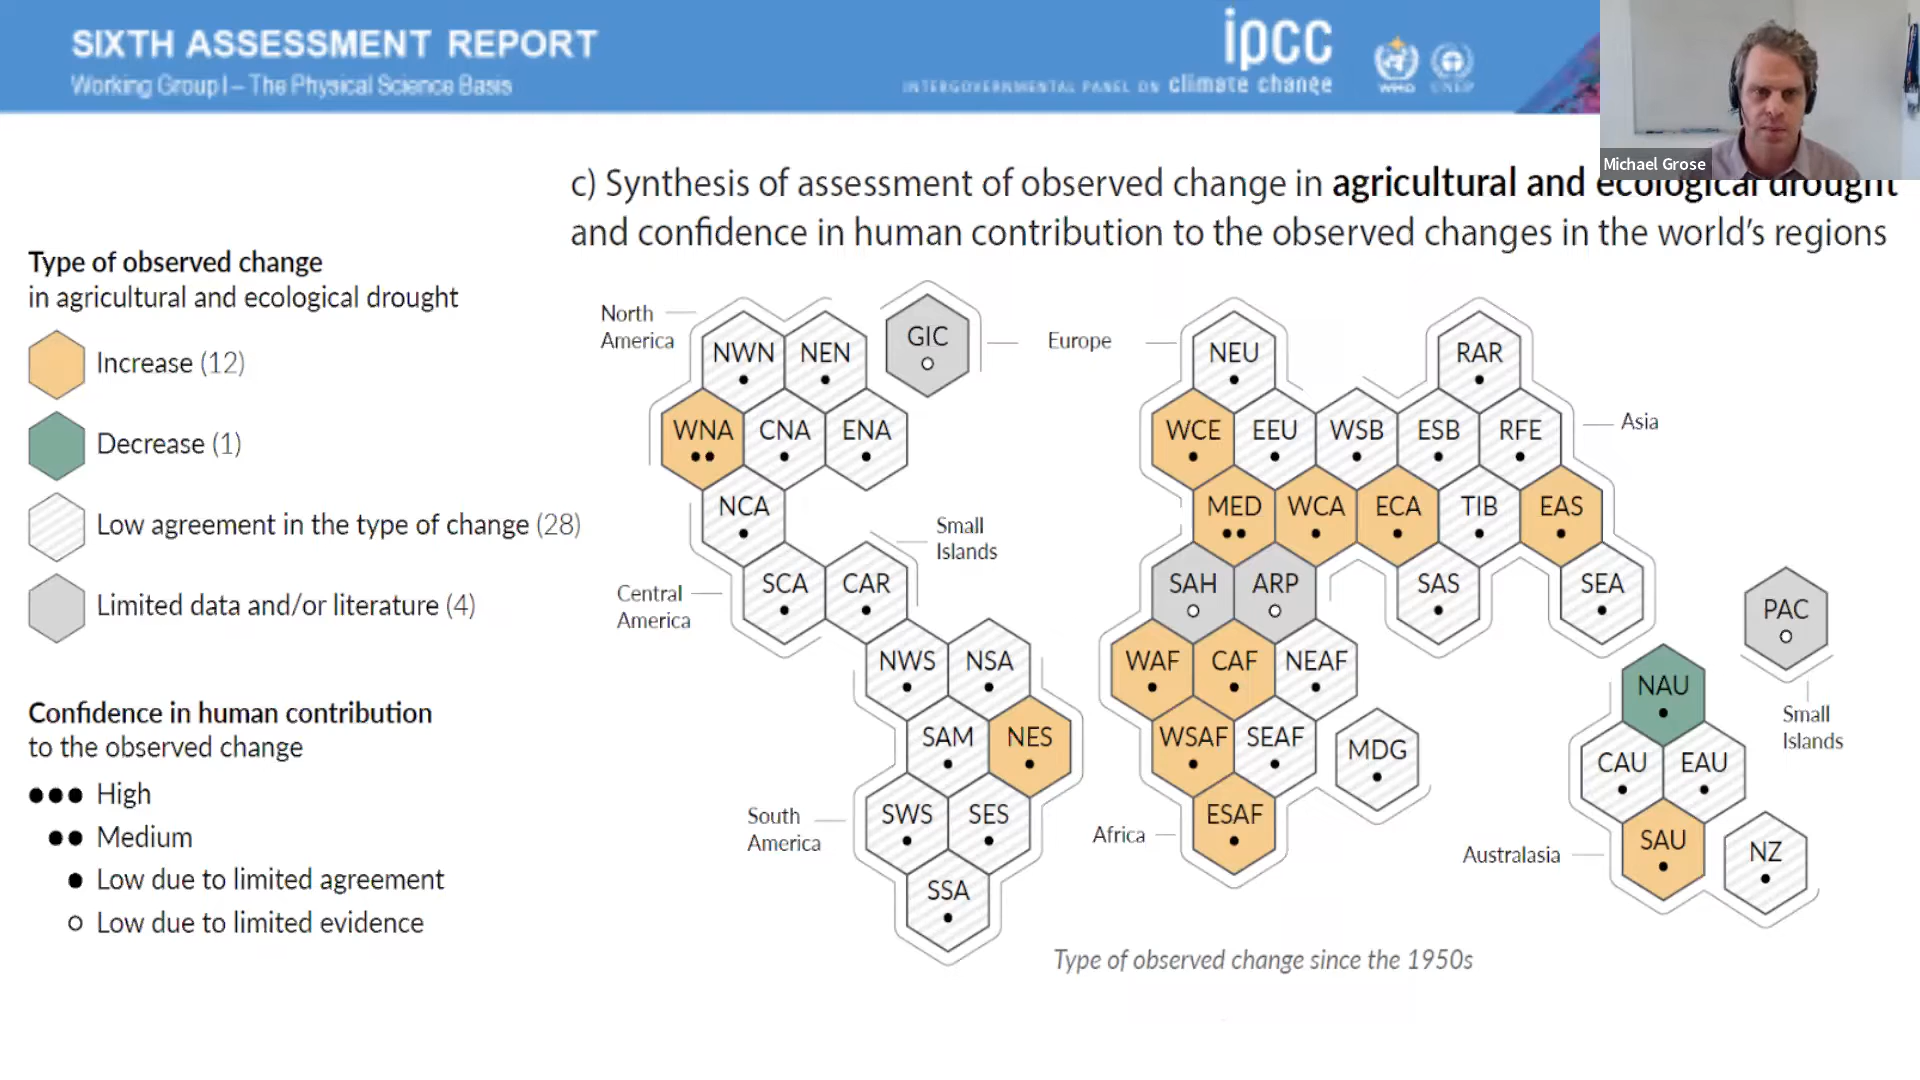 SIXTH ASSESSMENT REPORT
Working Group I – The Physical Science Basis
ipcc
INTERGOVERNMENTAL PANEL ON climate change
WMO
UNEP
Michael Grose
c) Synthesis of assessment of observed change in agricultural and ecological drought
and confidence in human contribution to the observed changes in the world's regions
Type of observed change
in agricultural and ecological drought
Increase (12)
Decrease (1)
Low agreement in the type of change (28)
Limited data and/or literature (4)
Confidence in human contribution
to the observed change
High
Medium
Low due to limited agreement
Low due to limited evidence
North
America
NWN
NEN
GIC
WNA
CNA
ENA
NCA
Small
Islands
Central
America
SCA
CAR
NWS
NSA
SAM
NES
South
America
SWS
SES
SSA
Europe
NEU
RAR
WCE
EEU
WSB
ESB
RFE
Asia
MED
WCA
ECA
TIB
EAS
SAH
ARP
SAS
SEA
WAF
CAF
NEAF
WSAF
SEAF
MDG
Africa
ESAF
PAC
Small
Islands
NAU
CAU
EAU
Australasia
SAU
NZ
Type of observed change since the 1950s